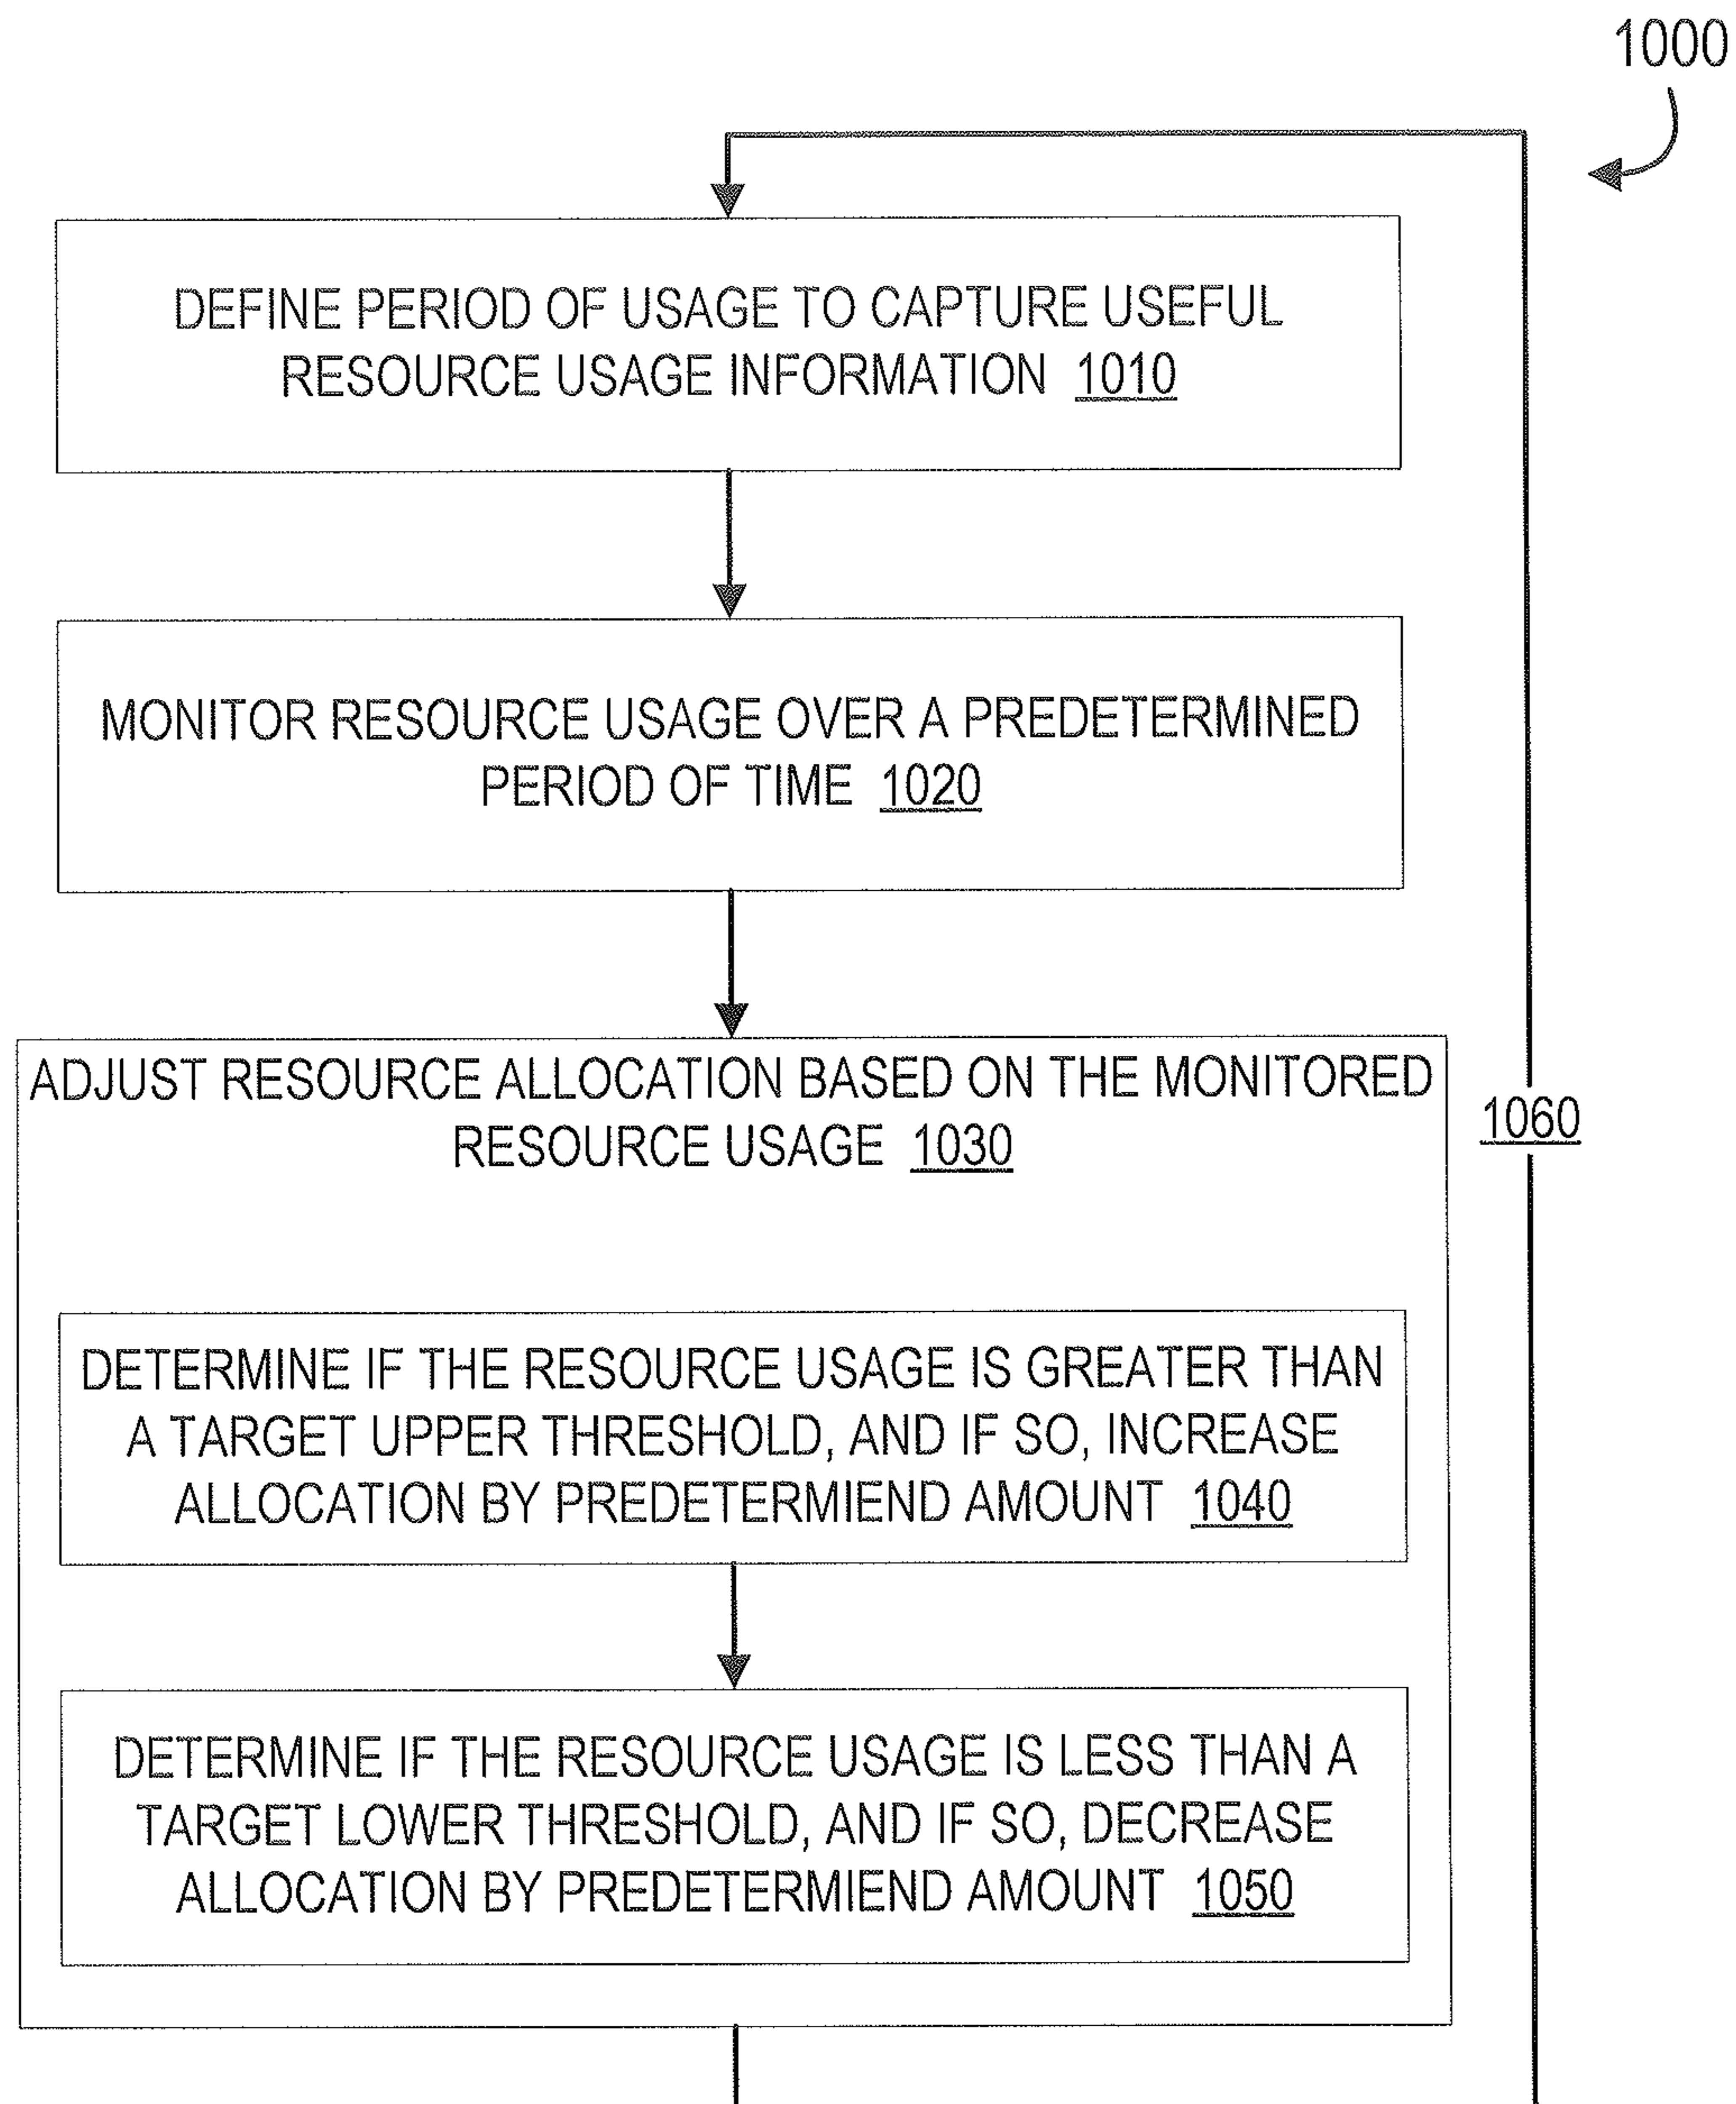 1000
DEFINE PERIOD OF USAGE TO CAPTURE USEFUL
RESOURCE USAGE INFORMATION 1010
MONITOR RESOURCE USAGE OVER A PREDETERMINED
PERIOD OF TIME 1020
ADJUST RESOURCE ALLOCATION BASED ON THE MONITORED
RESOURCE USAGE 1030
1060
DETERMINE IF THE RESOURCE USAGE IS GREATER THAN
A TARGET UPPER THRESHOLD, AND IF SO, INCREASE
ALLOCATION BY PREDETERMIEND AMOUNT 1040
DETERMINE IF THE RESOURCE USAGE IS LESS THAN A
TARGET LOWER THRESHOLD, AND IF SO, DECREASE
ALLOCATION BY PREDETERMIEND AMOUNT 1050